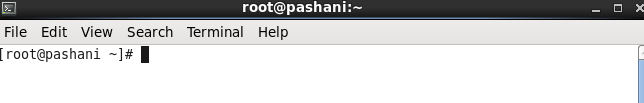 root@pashani:~
File Edit View Search Terminal Help
[root@pashani ~]#